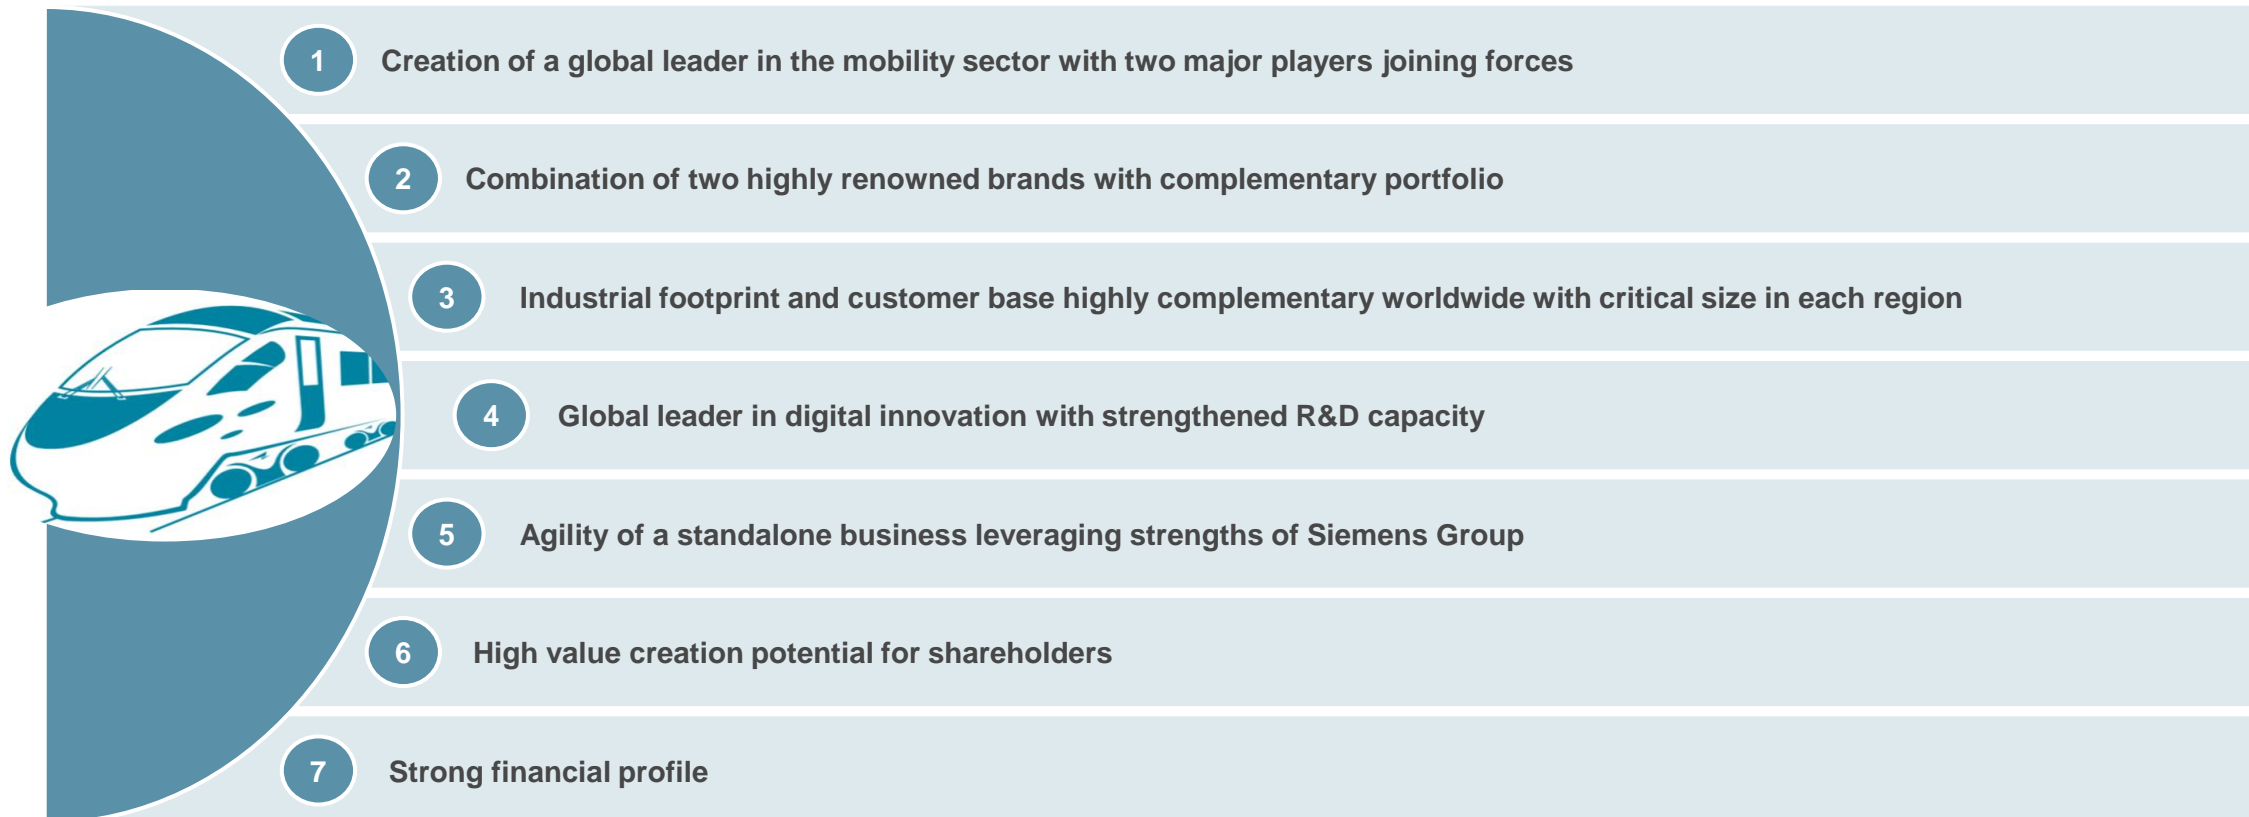 1 Creation of a global leader in the mobility sector with two major players joining forces
2 Combination of two highly renowned brands with complementary portfolio
3 Industrial footprint and customer base highly complementary worldwide with critical size in each region
4 Global leader in digital innovation with strengthened R&D capacity
5 Agility of a standalone business leveraging strengths of Siemens Group
6 High value creation potential for shareholders
7 Strong financial profile